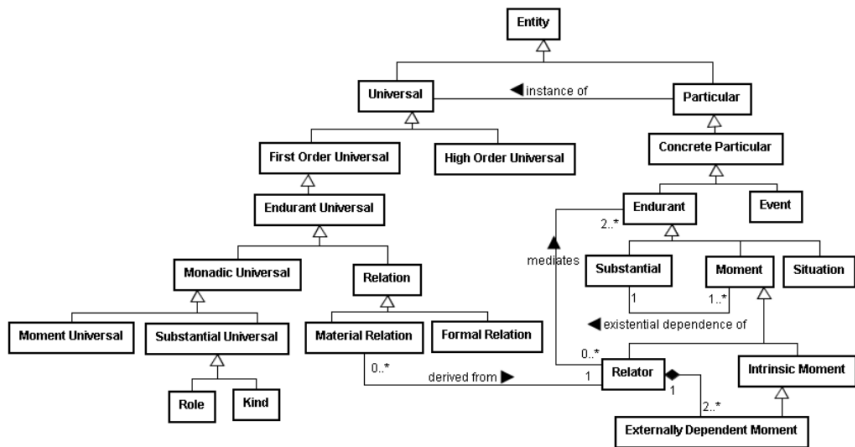 Entity
Universal
◀ instance of
Particular
First Order Universal
High Order Universal
Concrete Particular
Endurant Universal
Endurant
Event
2..*
Monadic Universal
Relation
mediates
Substantial
Moment
Situation
1
1..*
Moment Universal
Substantial Universal
Material Relation
Formal Relation
◀ existential dependence of
0..*
0..*
derived from ▶
1
Relator
1
Intrinsic Moment
Role
Kind
2..*
Externally Dependent Moment